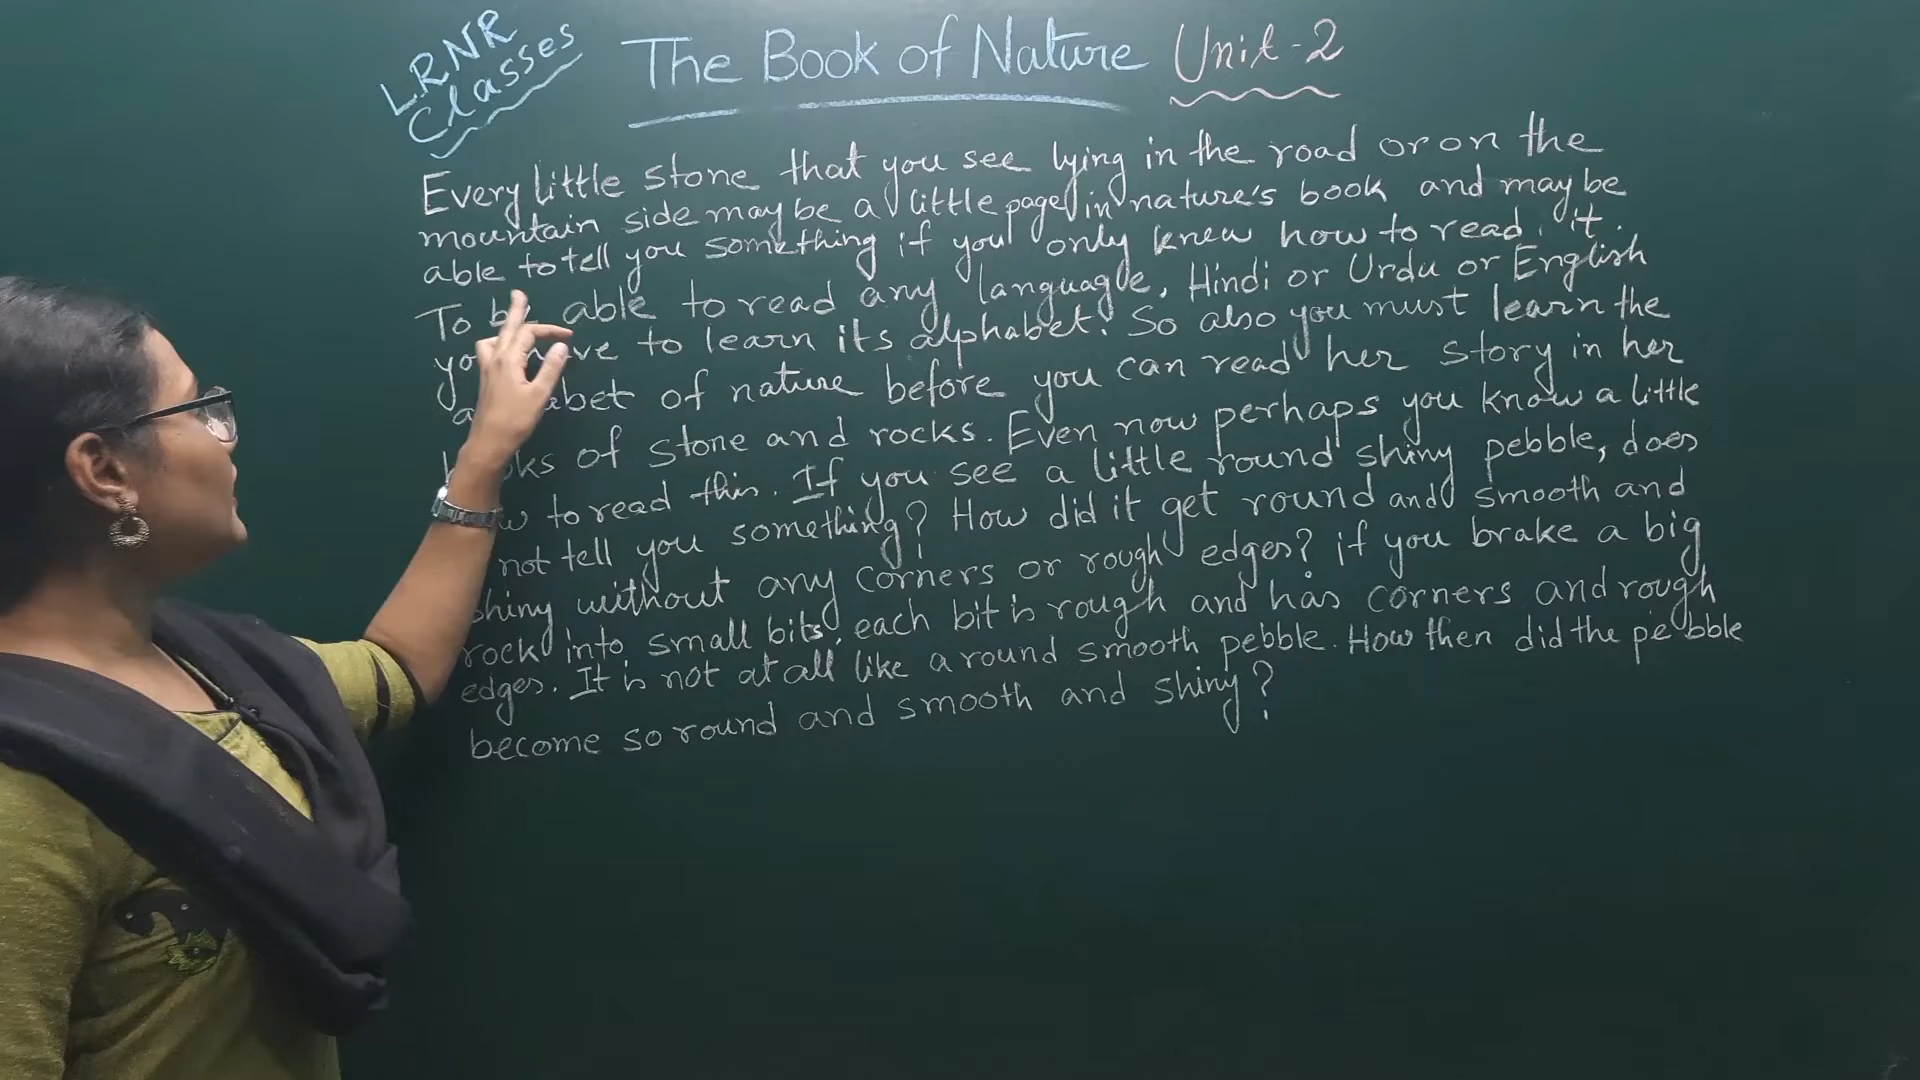 L.R.N.R
Classes
The Book of Nature Unit-2
Every little stone that you see lying in the road or on the
mountain side may be a little page in nature's book and may be
able to tell you something if you only knew how to read it.
To be able to read any language, Hindi or Urdu or English
you have to learn its alphabet. So also you must learn the
alphabet of nature before you can read her story in her
books of stone and rocks. Even now perhaps you know a little
how to read this. If you see a little round shiny pebble, does
not tell you something? How did it get round and smooth and
shiny without any corners or rough edges? if you brake a big
rock into small bits, each bit is rough and has corners and rough
edges. It is not at all like a round smooth pebble. How then did the pebble
become so round and smooth and shiny?